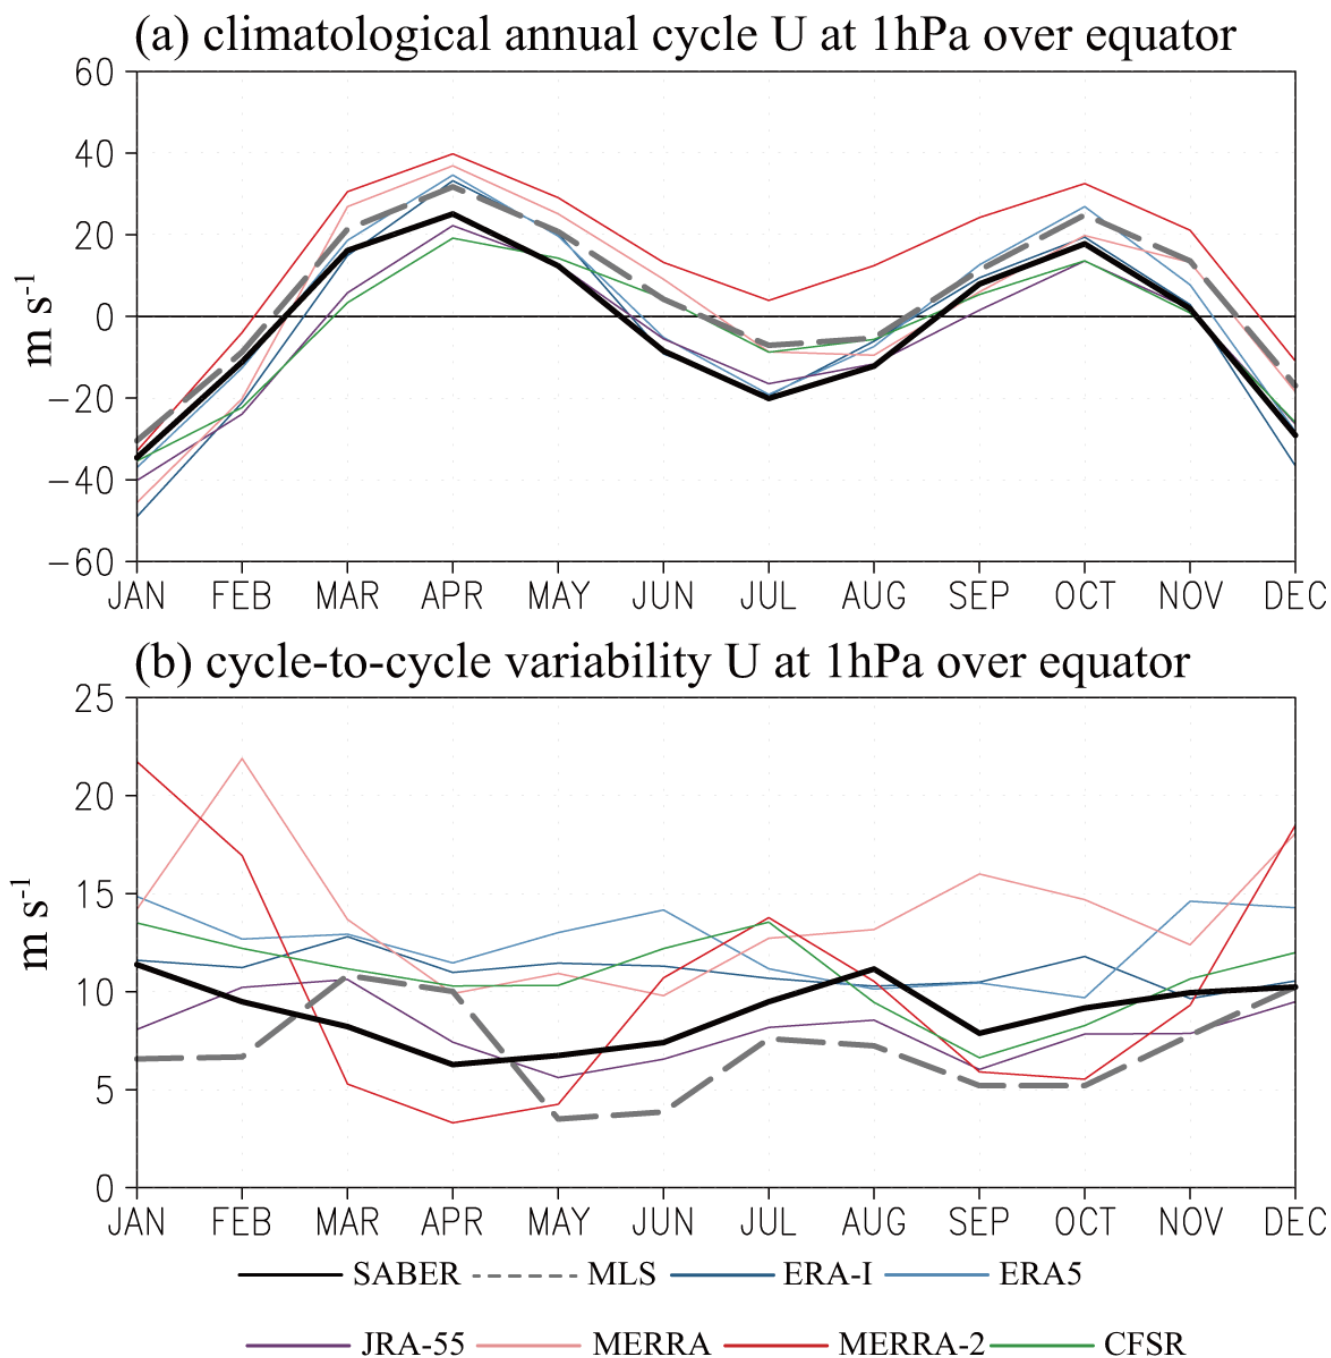 (a) climatological annual cycle U at 1hPa over equator
60
40
20
0
−20
−40
−60
m s⁻¹
JAN FEB MAR APR MAY JUN JUL AUG SEP OCT NOV DEC
(b) cycle-to-cycle variability U at 1hPa over equator
25
20
15
10
5
0
m s⁻¹
JAN FEB MAR APR MAY JUN JUL AUG SEP OCT NOV DEC
SABER MLS ERA-I ERA5
JRA-55 MERRA MERRA-2 CFSR